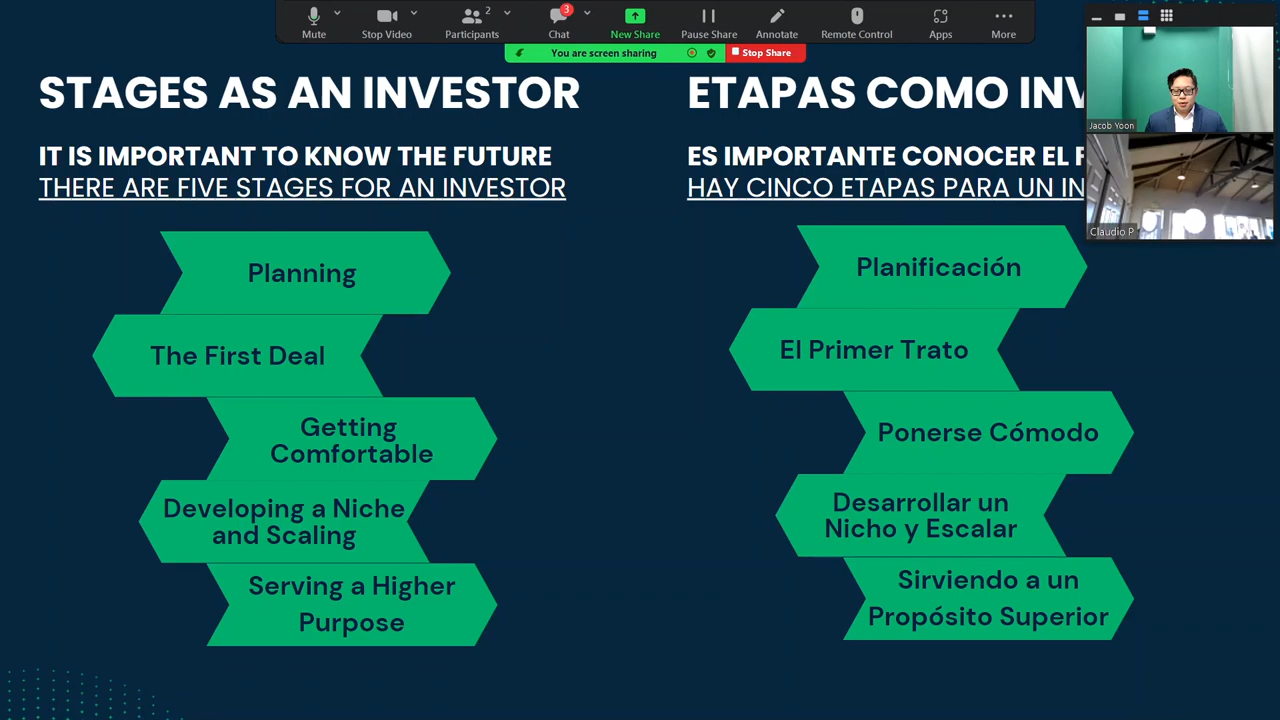 Mute
Stop Video
2
Participants
3
Chat
New Share
Pause Share
Annotate
Remote Control
Apps
More
You are screen sharing
Stop Share
STAGES AS AN INVESTOR
IT IS IMPORTANT TO KNOW THE FUTURE
THERE ARE FIVE STAGES FOR AN INVESTOR
Planning
The First Deal
Getting
Comfortable
Developing a Niche
and Scaling
Serving a Higher
Purpose
ETAPAS COMO INV
ES IMPORTANTE CONOCER EL F
HAY CINCO ETAPAS PARA UN IN
Planificación
El Primer Trato
Ponerse Cómodo
Desarrollar un
Nicho y Escalar
Sirviendo a un
Propósito Superior
Jacob Yoon
Claudio P